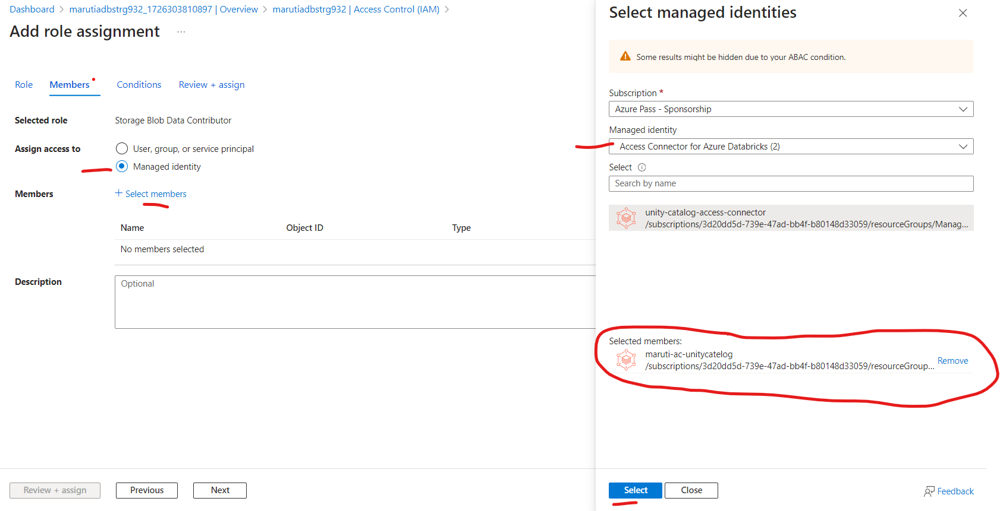 Dashboard > marutiadbstrg932_1726303810897 | Overview > marutiadbstrg932 | Access Control (IAM) >
Add role assignment ...
Role Members Conditions Review + assign
Selected role Storage Blob Data Contributor
Assign access to User, group, or service principal
Managed identity
Members + Select members
Name Object ID Type
No members selected
Description Optional
Review + assign Previous Next
Select managed identities
Some results might be hidden due to your ABAC condition.
Subscription *
Azure Pass - Sponsorship
Managed identity
Access Connector for Azure Databricks (2)
Select
Search by name
unity-catalog-access-connector
/subscriptions/3d20dd5d-739e-47ad-bb4f-b80148d33059/resourceGroups/Manag...
Selected members:
maruti-ac-unitycatelog
/subscriptions/3d20dd5d-739e-47ad-bb4f-b80148d33059/resourceGroup...
Remove
Select Close Feedback